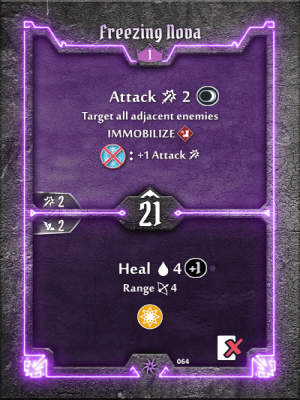 Freezing Nova
1
Attack 2
Target all adjacent enemies
IMMOBILIZE
: +1 Attack
2
21
2
Heal 4 +1
Range 4
064